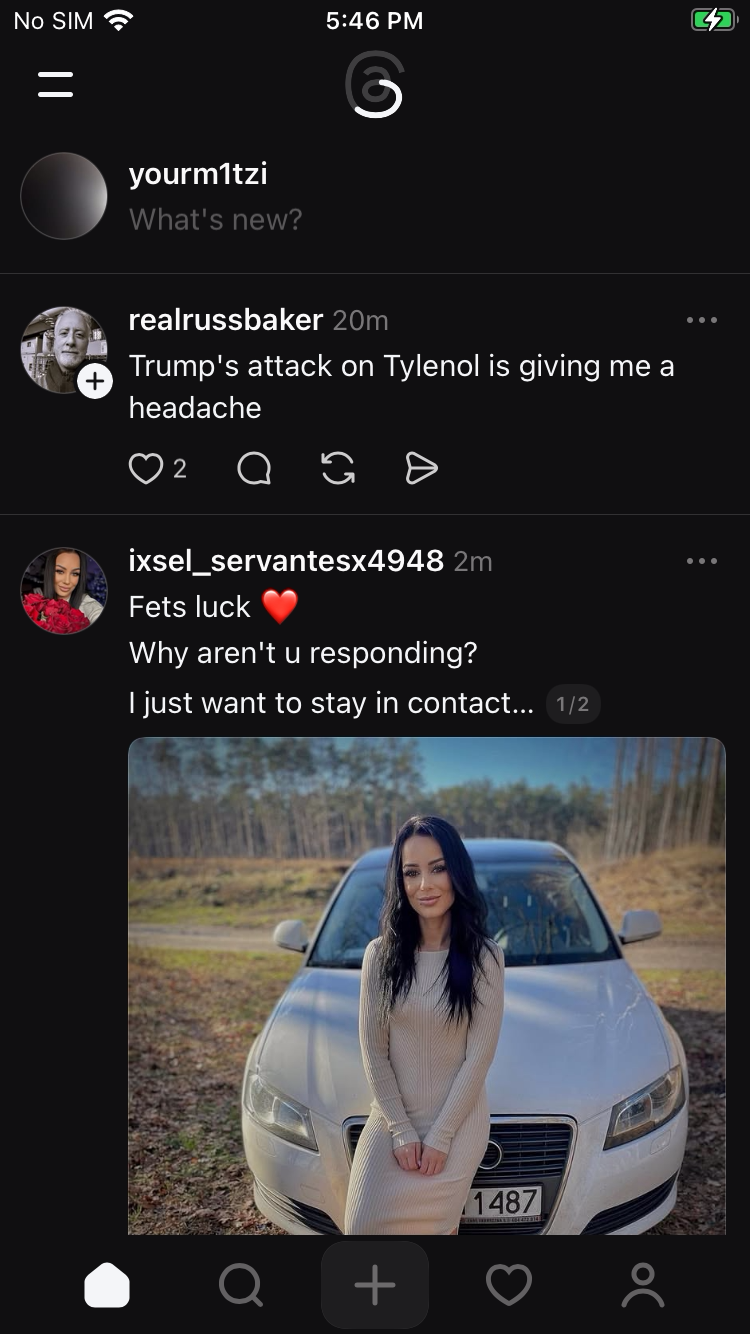 No SIM 5:46 PM
yourm1tzi
What's new?
realrussbaker 20m
Trump's attack on Tylenol is giving me a
headache
2
ixsel_servantesx4948 2m
Fets luck ❤️
Why aren't u responding?
I just want to stay in contact... 1/2
1487